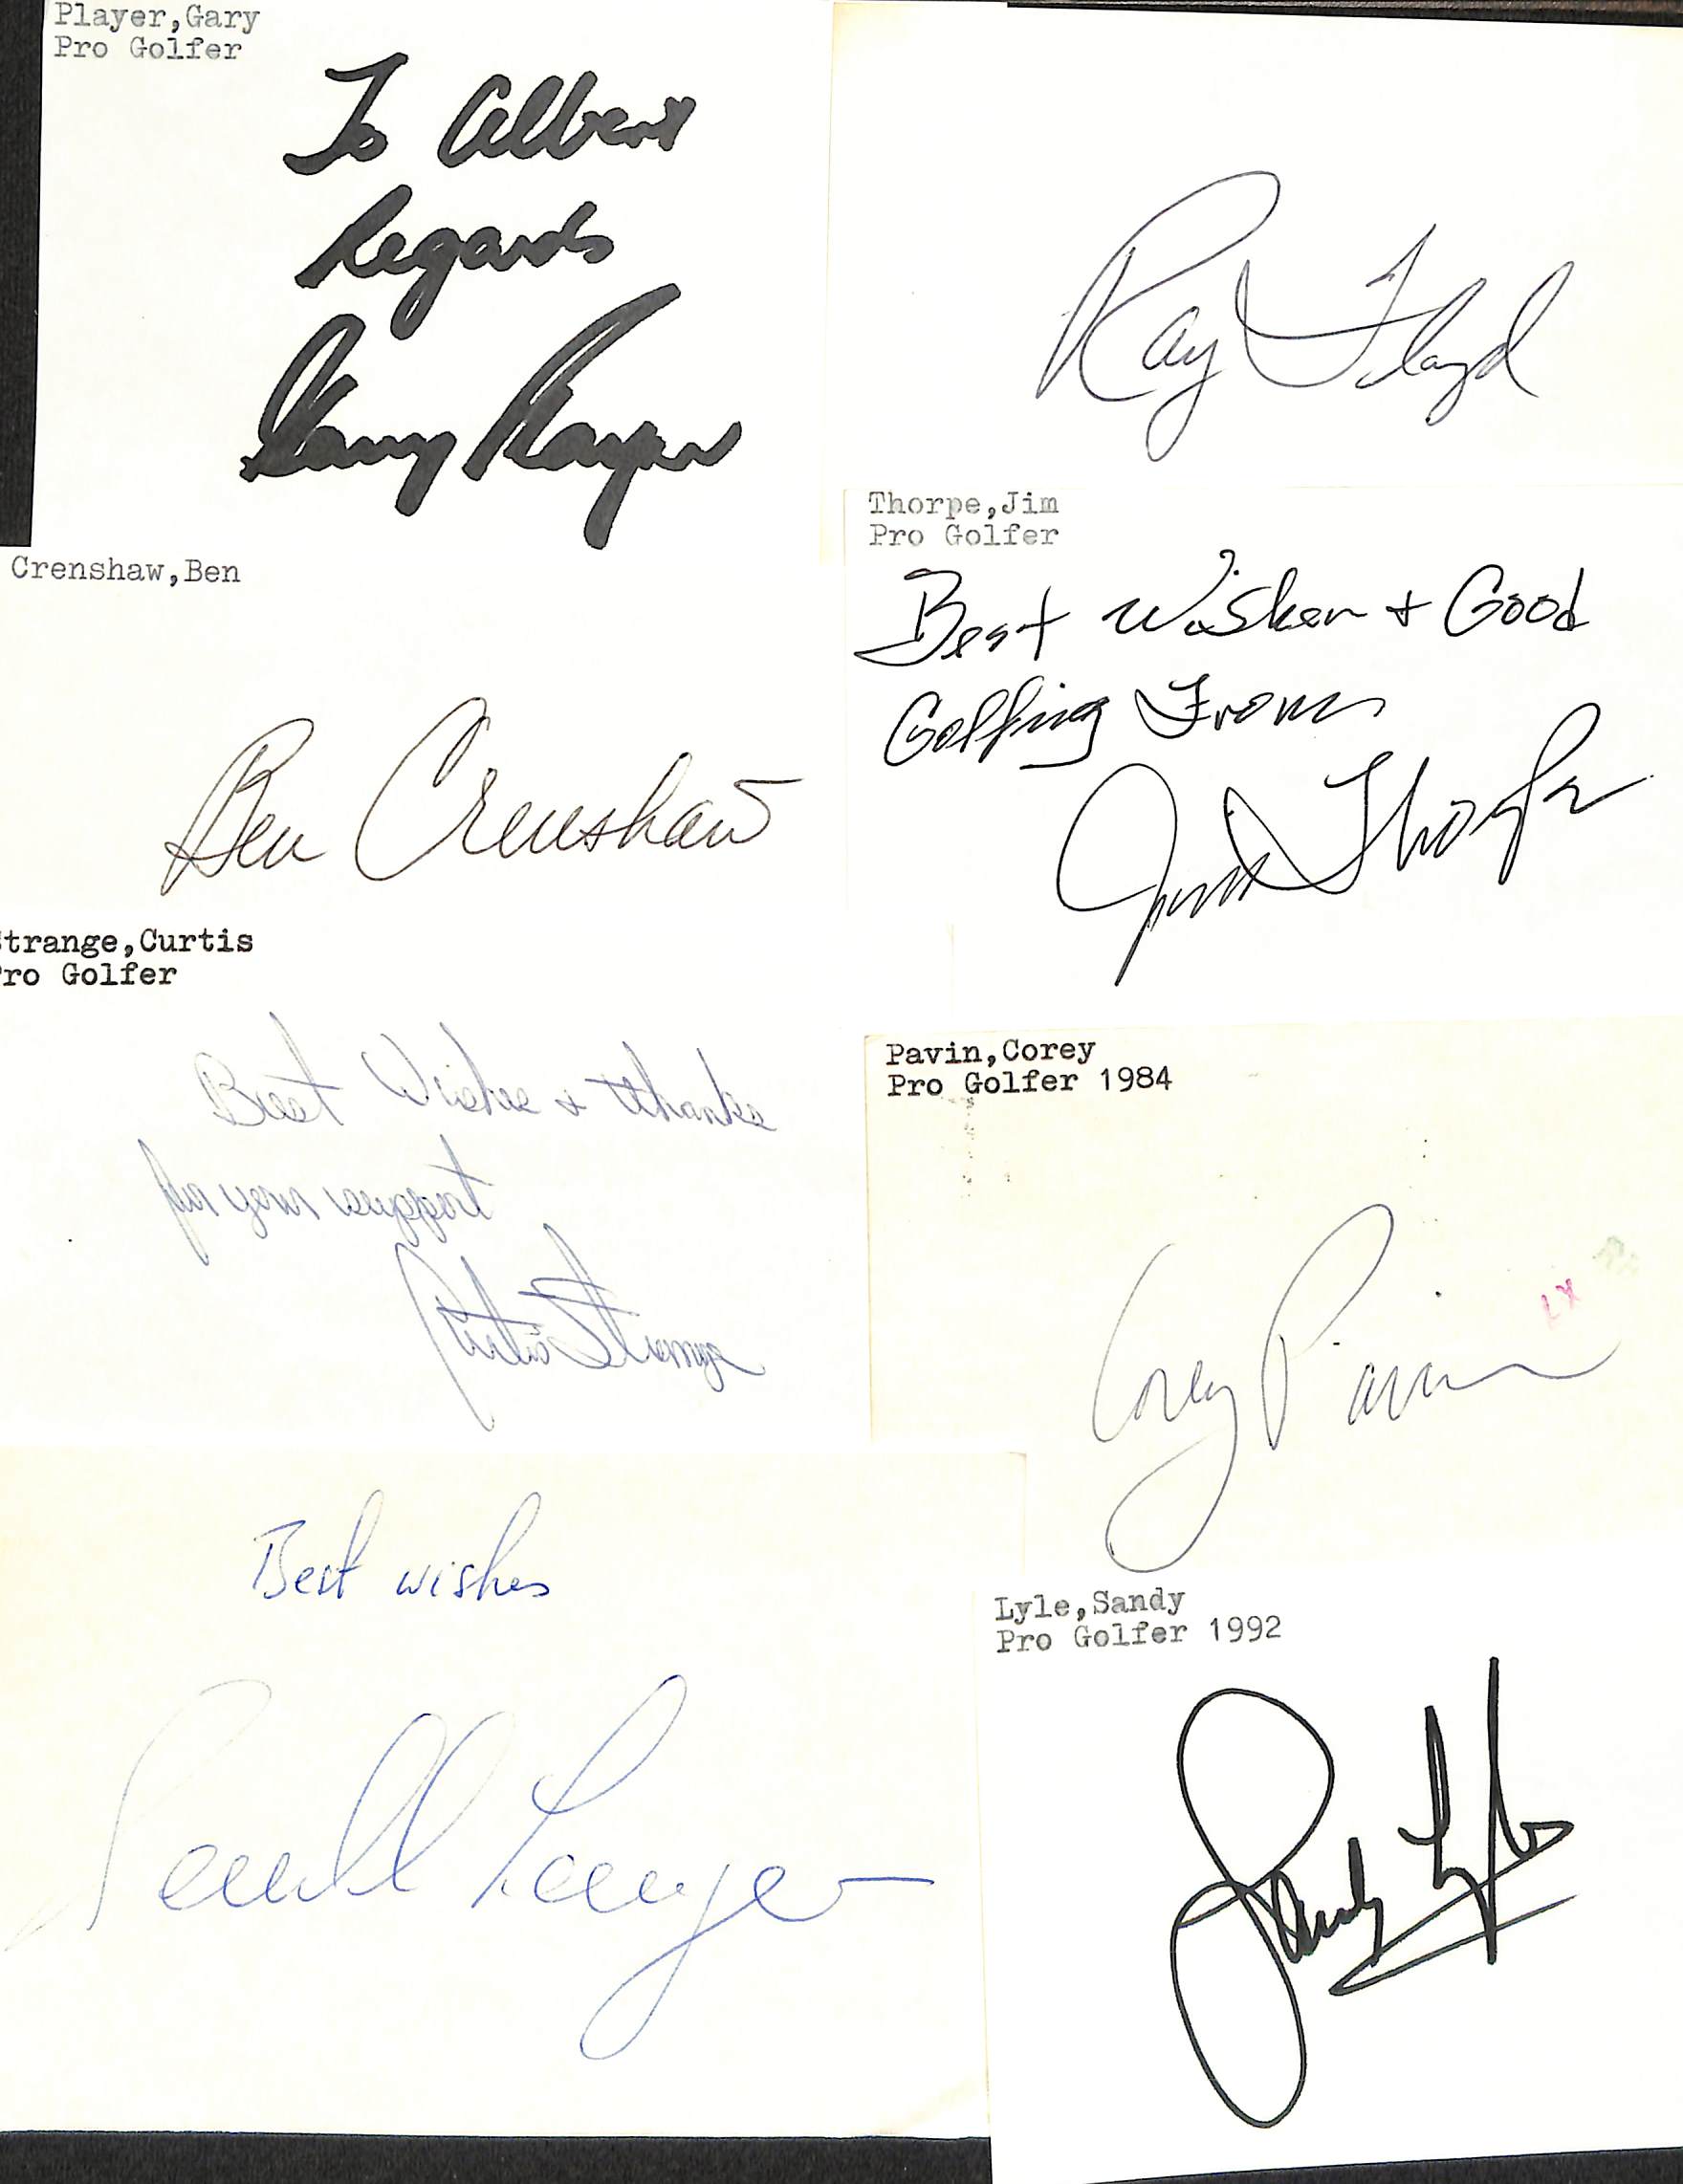 Player,Gary
Pro Golfer
To Albert
Regards
Gary Player
Ray Floyd
Crenshaw,Ben
Ben Crenshaw
Thorpe,Jim
Pro Golfer
Best Wishes + Good
Golfing From
Jim Thorpe
trange,Curtis
ro Golfer
Best Wishes + thanks
for your support
Curtis Strange
Pavin,Corey
Pro Golfer 1984
Corey Pavin
Best wishes
Bernhard Langer
Lyle,Sandy
Pro Golfer 1992
Sandy Lyle